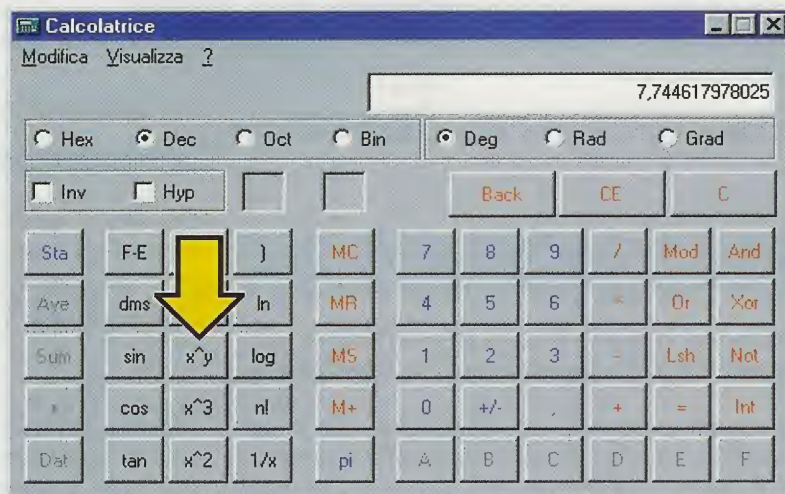 Calcolatrice
Modifica Visualizza ?
7,744617978025
Hex Dec Oct Bin Deg Rad Grad
Inv Hyp Back CE C
Sta F-E ) MC 7 8 9 / Mod And
Ave dms ln MR 4 5 6 * Or Xor
Sum sin x^y log MS 1 2 3 - Lsh Not
s cos x^3 n! M+ 0 +/- , + = Int
Dat tan x^2 1/x pi A B C D E F